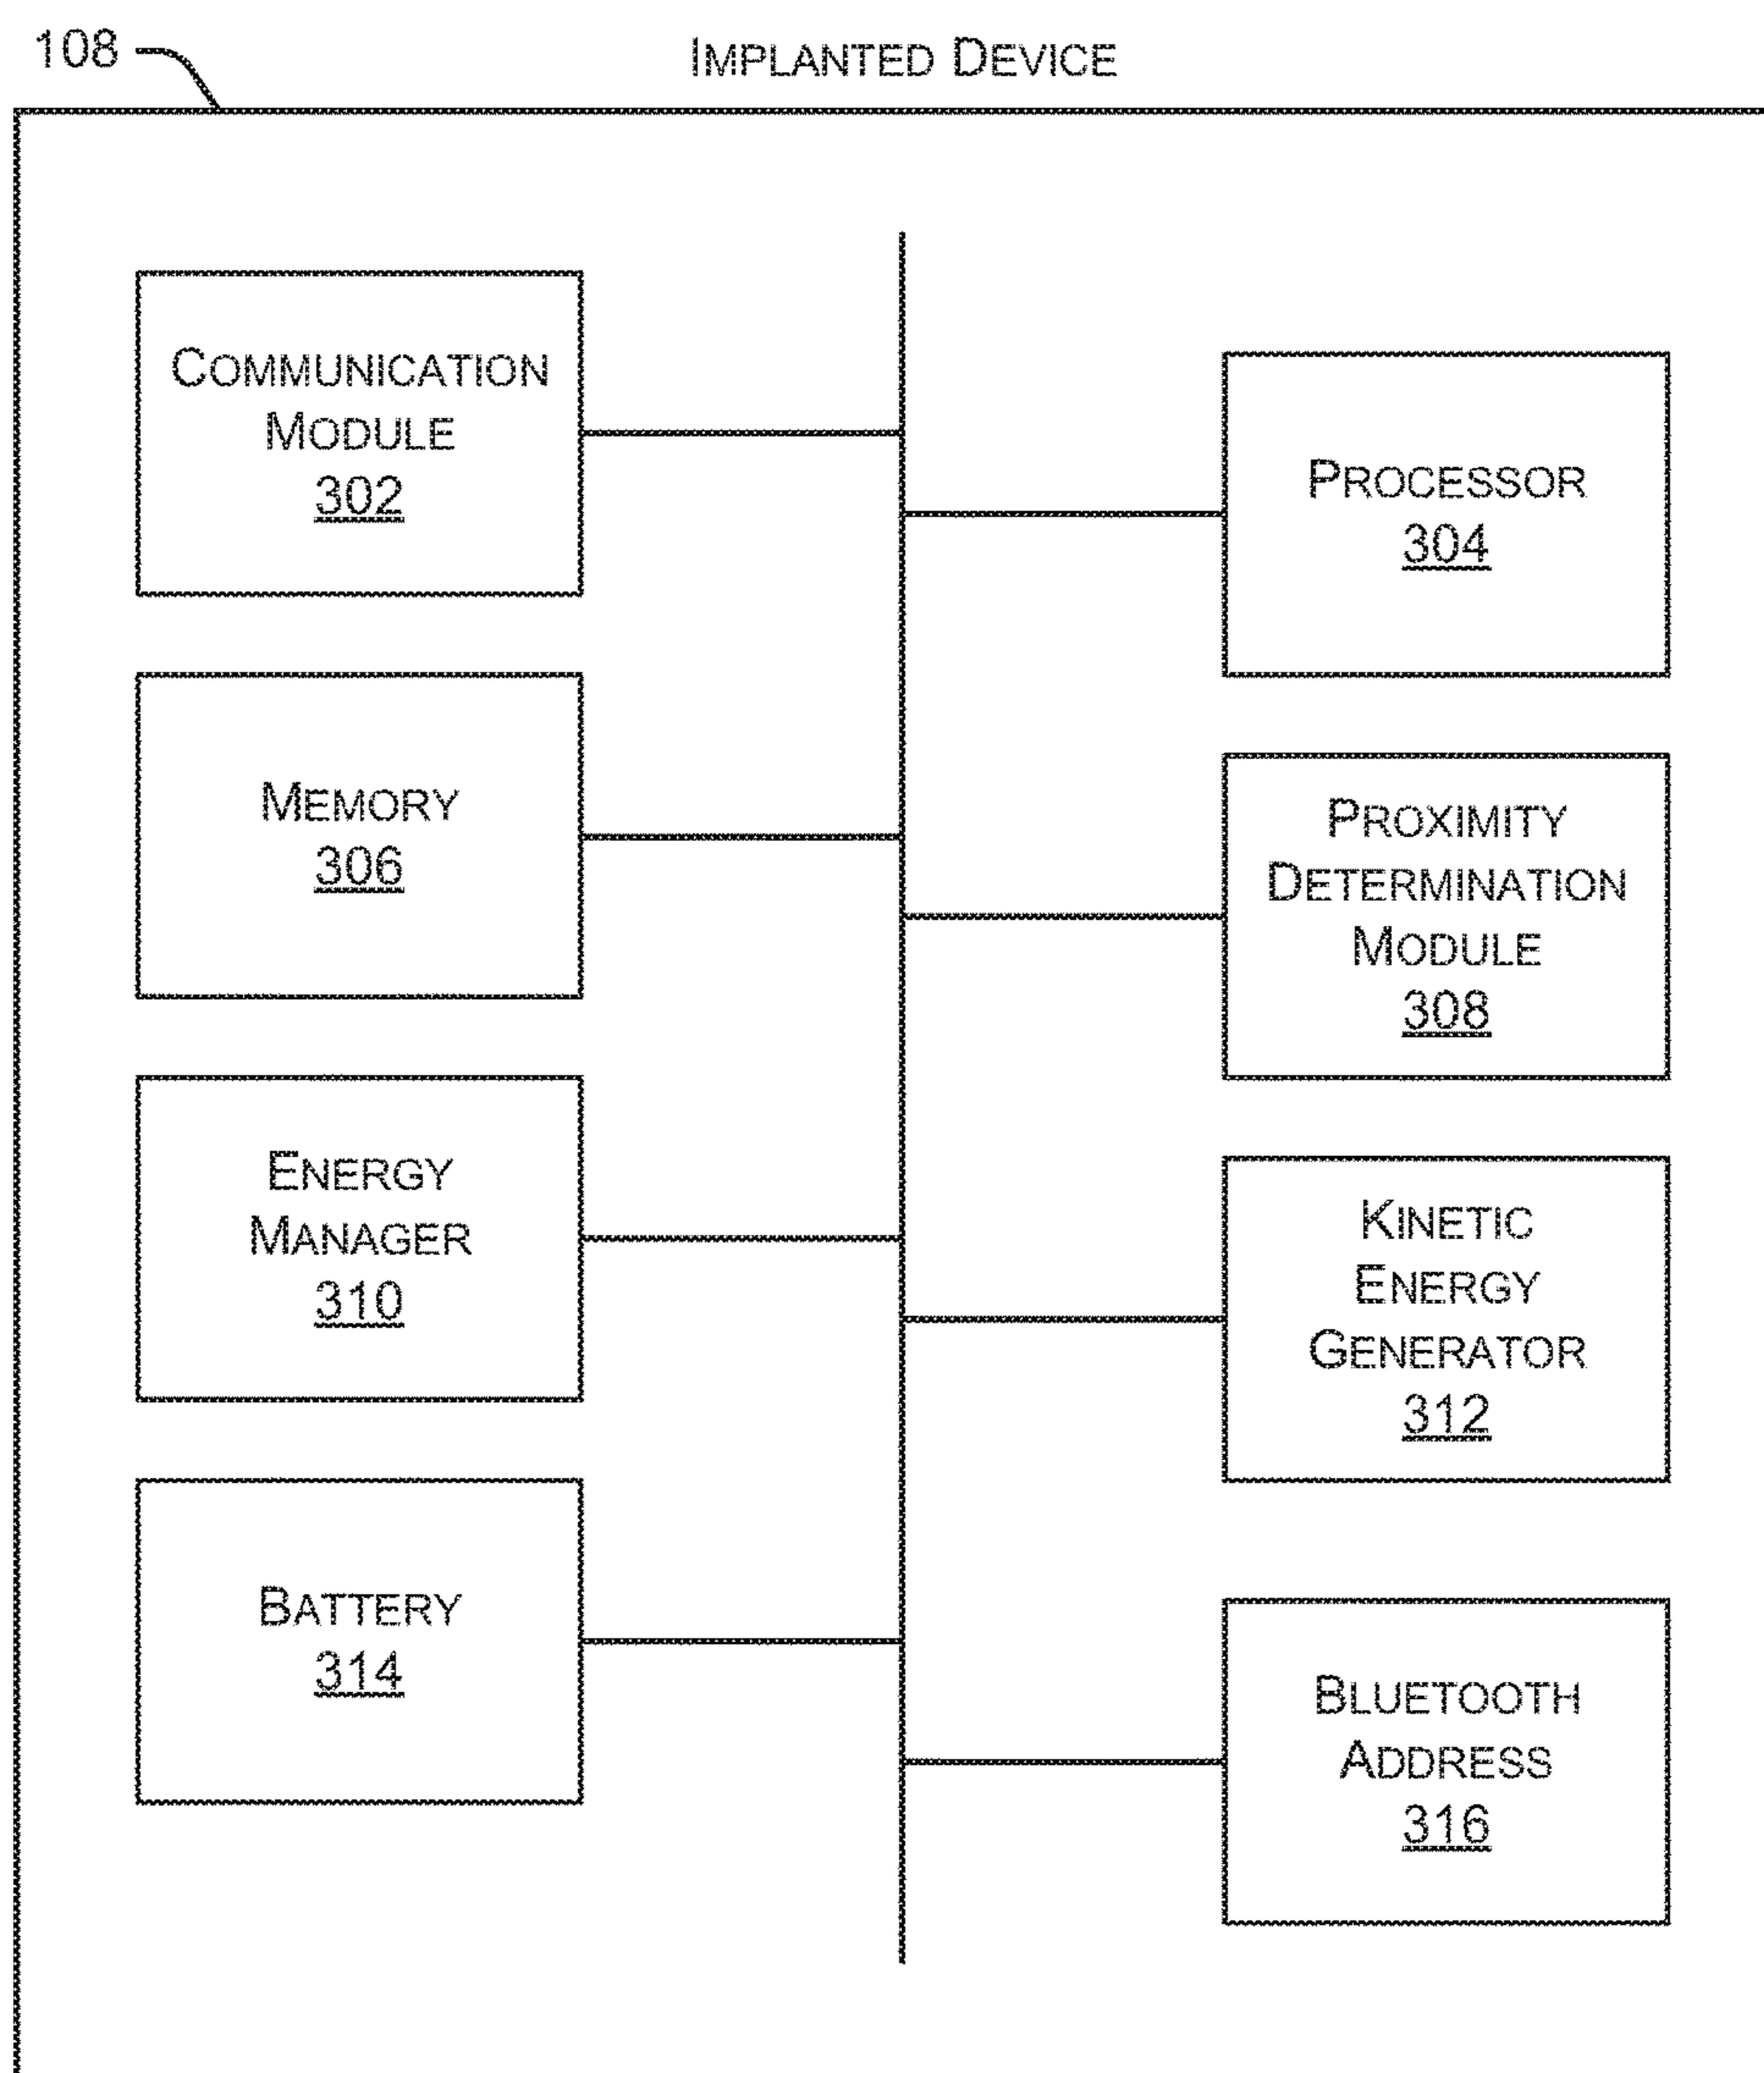 108
IMPLANTED DEVICE
COMMUNICATION
MODULE
302
PROCESSOR
304
MEMORY
306
PROXIMITY
DETERMINATION
MODULE
308
ENERGY
MANAGER
310
KINETIC
ENERGY
GENERATOR
312
BATTERY
314
BLUETOOTH
ADDRESS
316